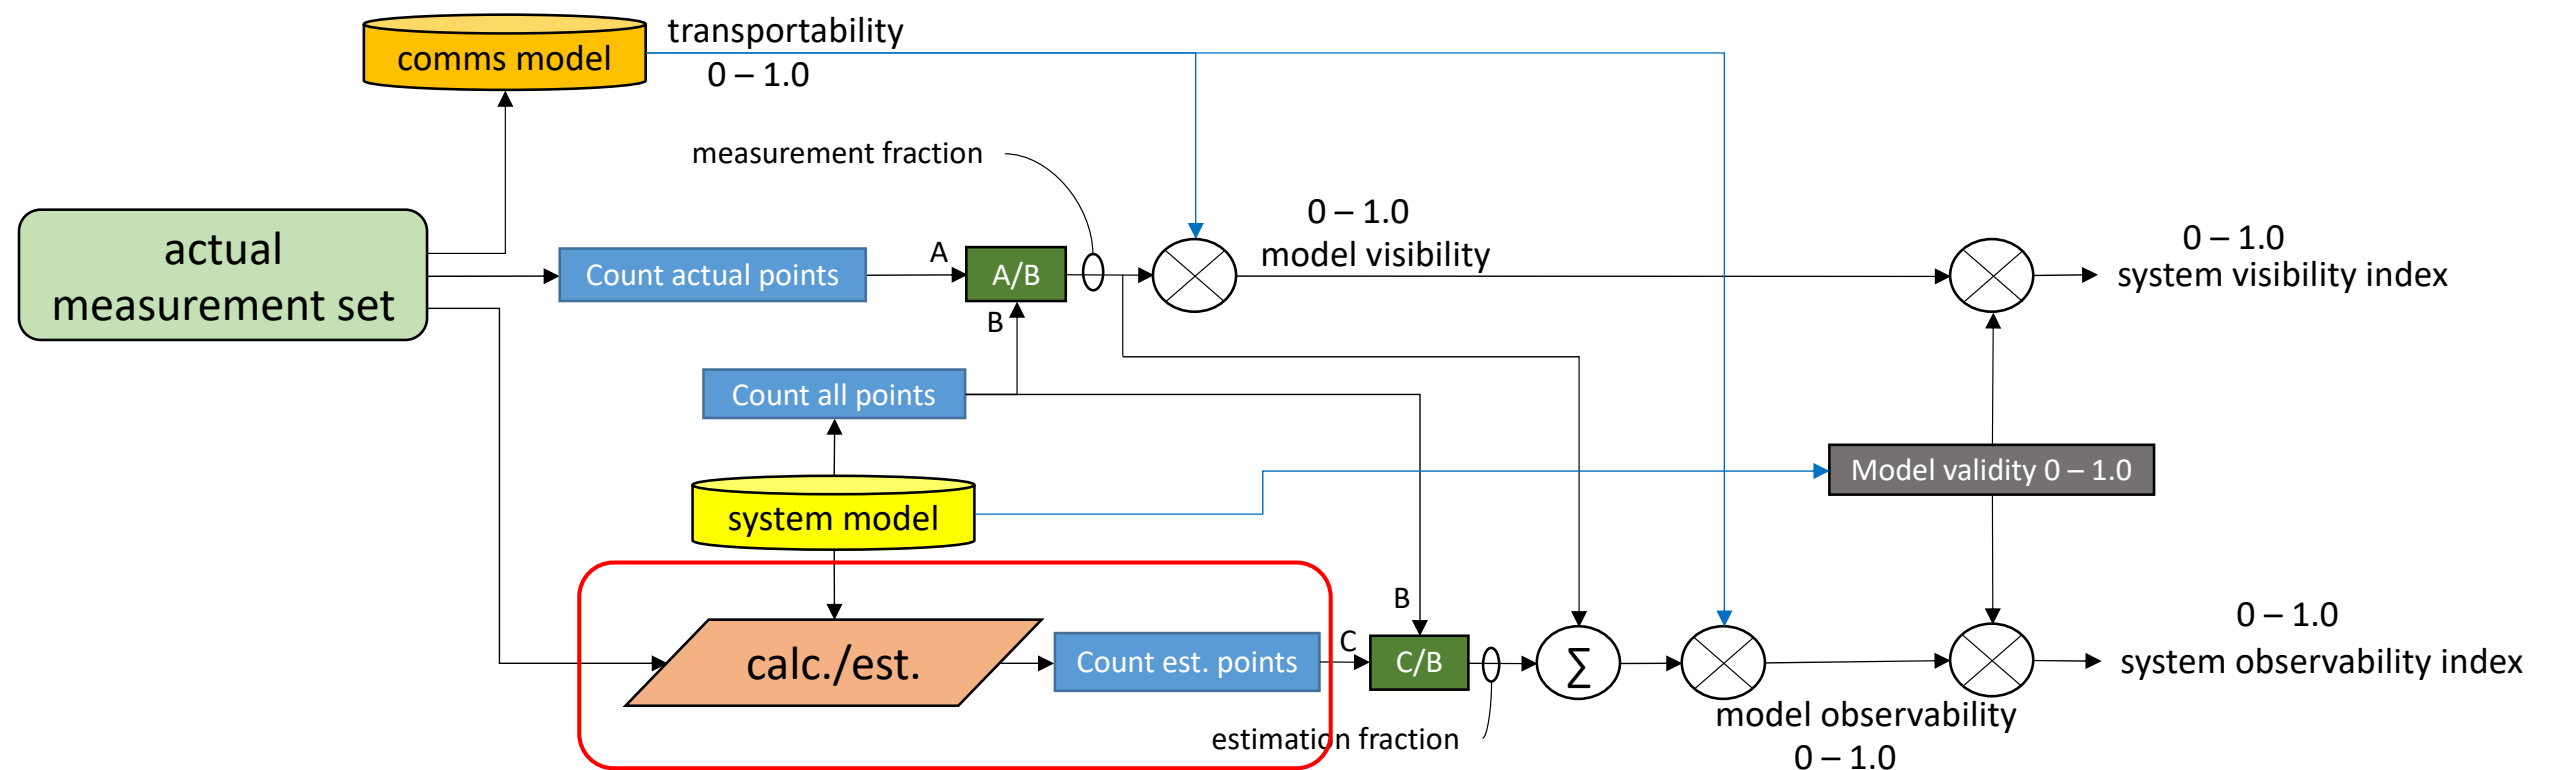 transportability
comms model
0 – 1.0
measurement fraction
0 – 1.0
model visibility
0 – 1.0
system visibility index
actual
measurement set
Count actual points
A
A/B
B
Count all points
Model validity 0 – 1.0
system model
B
0 – 1.0
system observability index
calc./est.
Count est. points
C
C/B
∑
estimation fraction
model observability
0 – 1.0